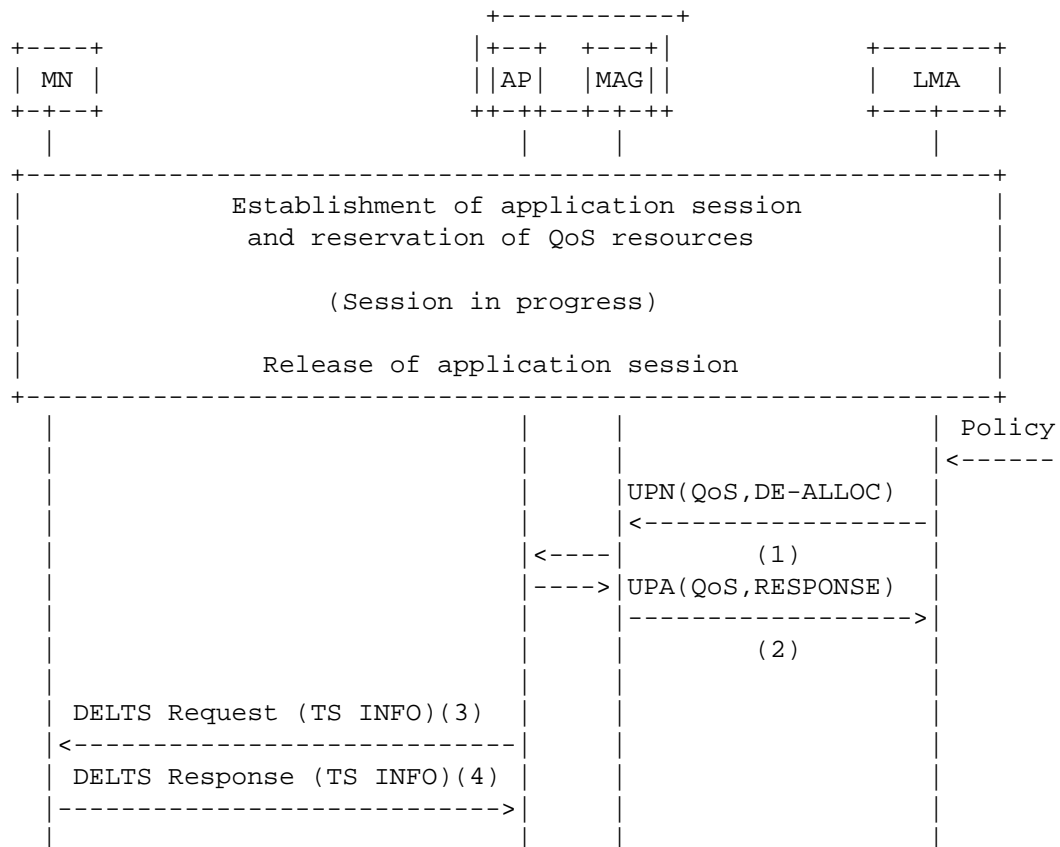 MN AP MAG LMA
Establishment of application session
and reservation of QoS resources
(Session in progress)
Release of application session
Policy
UPN(QoS,DE-ALLOC)
(1)
UPA(QoS,RESPONSE)
(2)
DELTS Request (TS INFO)(3)
DELTS Response (TS INFO)(4)